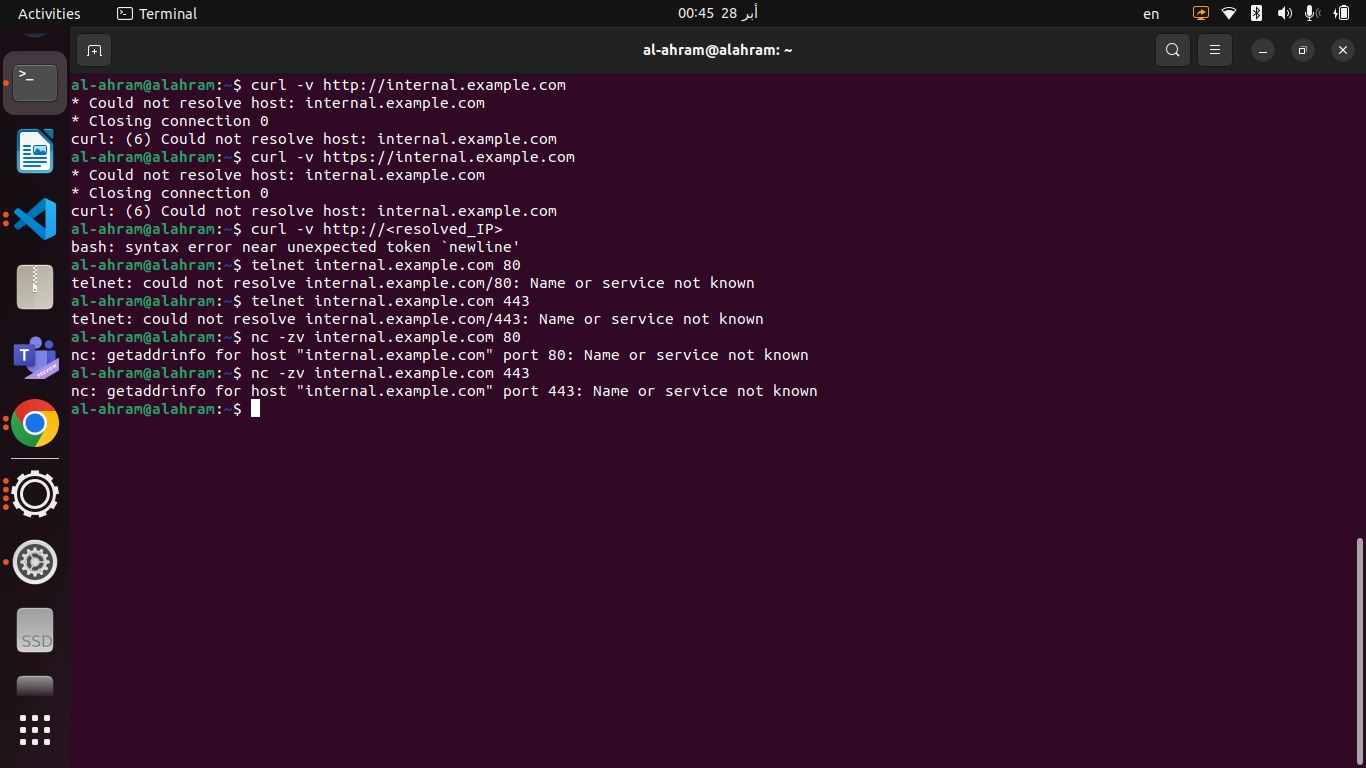 Activities
Terminal
00:45 28 أبر
en
al-ahram@alahram: ~
al-ahram@alahram:~$ curl -v http://internal.example.com
* Could not resolve host: internal.example.com
* Closing connection 0
curl: (6) Could not resolve host: internal.example.com
al-ahram@alahram:~$ curl -v https://internal.example.com
* Could not resolve host: internal.example.com
* Closing connection 0
curl: (6) Could not resolve host: internal.example.com
al-ahram@alahram:~$ curl -v http://<resolved_IP>
bash: syntax error near unexpected token `newline'
al-ahram@alahram:~$ telnet internal.example.com 80
telnet: could not resolve internal.example.com/80: Name or service not known
al-ahram@alahram:~$ telnet internal.example.com 443
telnet: could not resolve internal.example.com/443: Name or service not known
al-ahram@alahram:~$ nc -zv internal.example.com 80
nc: getaddrinfo for host "internal.example.com" port 80: Name or service not known
al-ahram@alahram:~$ nc -zv internal.example.com 443
nc: getaddrinfo for host "internal.example.com" port 443: Name or service not known
al-ahram@alahram:~$
>_
T
PREVIEW
SSD